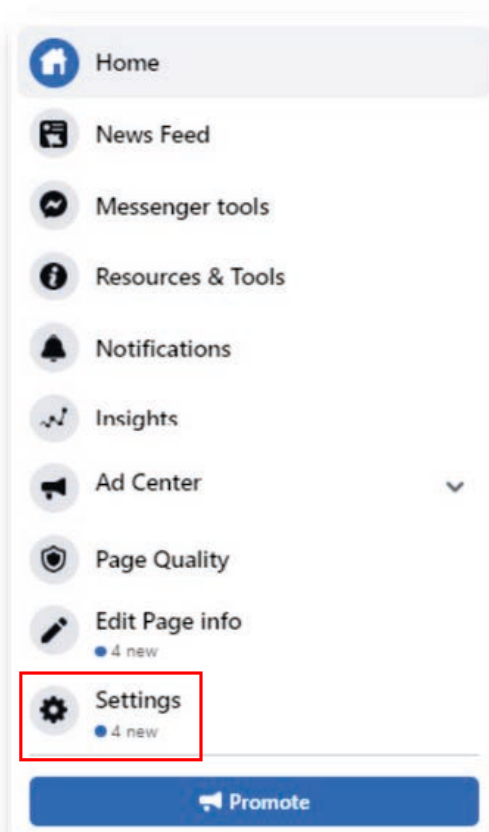 Home
News Feed
Messenger tools
Resources & Tools
Notifications
Insights
Ad Center
Page Quality
Edit Page info
4 new
Settings
4 new
Promote